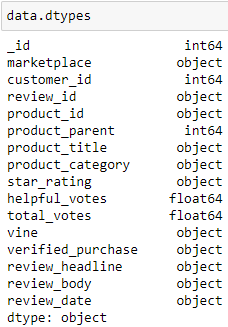 data.dtypes
_id int64
marketplace object
customer_id int64
review_id object
product_id object
product_parent int64
product_title object
product_category object
star_rating object
helpful_votes float64
total_votes float64
vine object
verified_purchase object
review_headline object
review_body object
review_date object
dtype: object